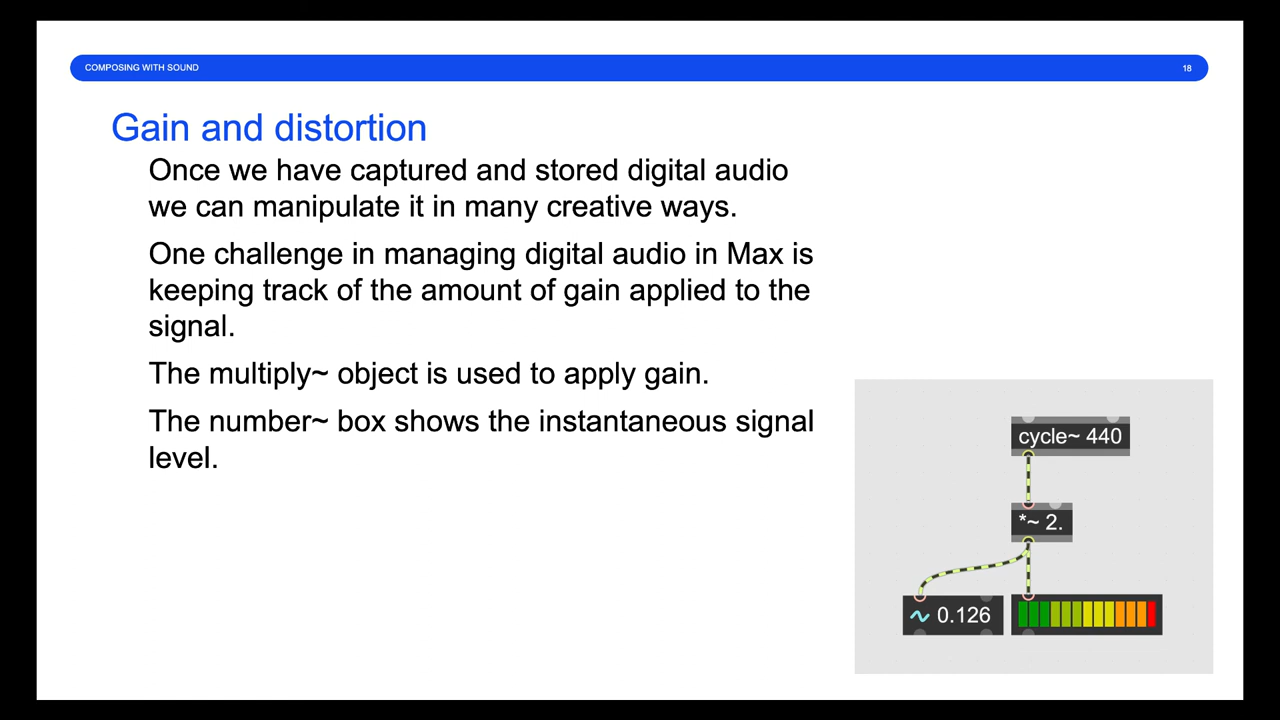 COMPOSING WITH SOUND
18
Gain and distortion
Once we have captured and stored digital audio
we can manipulate it in many creative ways.
One challenge in managing digital audio in Max is
keeping track of the amount of gain applied to the
signal.
The multiply~ object is used to apply gain.
The number~ box shows the instantaneous signal
level.
cycle~ 440
*~ 2.
0.126